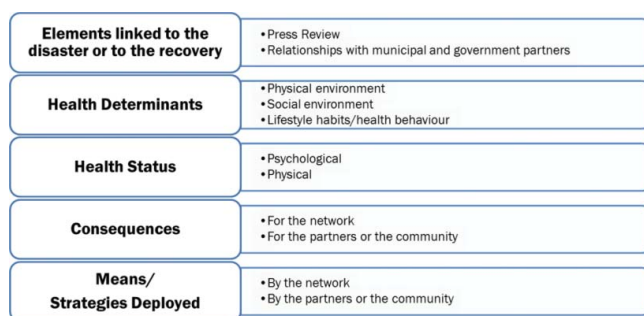 Elements linked to the
disaster or to the recovery
•Press Review
•Relationships with municipal and government partners
Health Determinants
•Physical environment
•Social environment
•Lifestyle habits/health behaviour
Health Status
•Psychological
•Physical
Consequences
•For the network
•For the partners or the community
Means/
Strategies Deployed
•By the network
•By the partners or the community